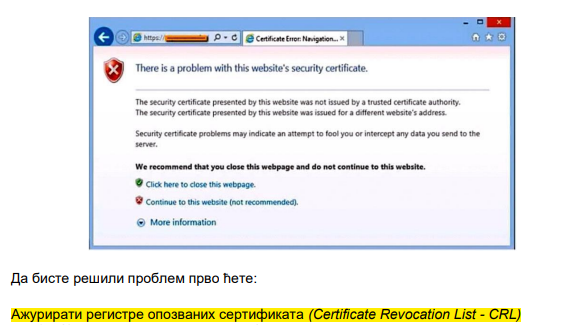 https://
Certificate Error: Navigation...
There is a problem with this website's security certificate.
The security certificate presented by this website was not issued by a trusted certificate authority.
The security certificate presented by this website was issued for a different website's address.
Security certificate problems may indicate an attempt to fool you or intercept any data you send to the
server.
We recommend that you close this webpage and do not continue to this website.
Click here to close this webpage.
Continue to this website (not recommended).
More information
Да бисте решили проблем прво ћете:
Ажурирати регистре опозваних сертификата (Certificate Revocation List - CRL)